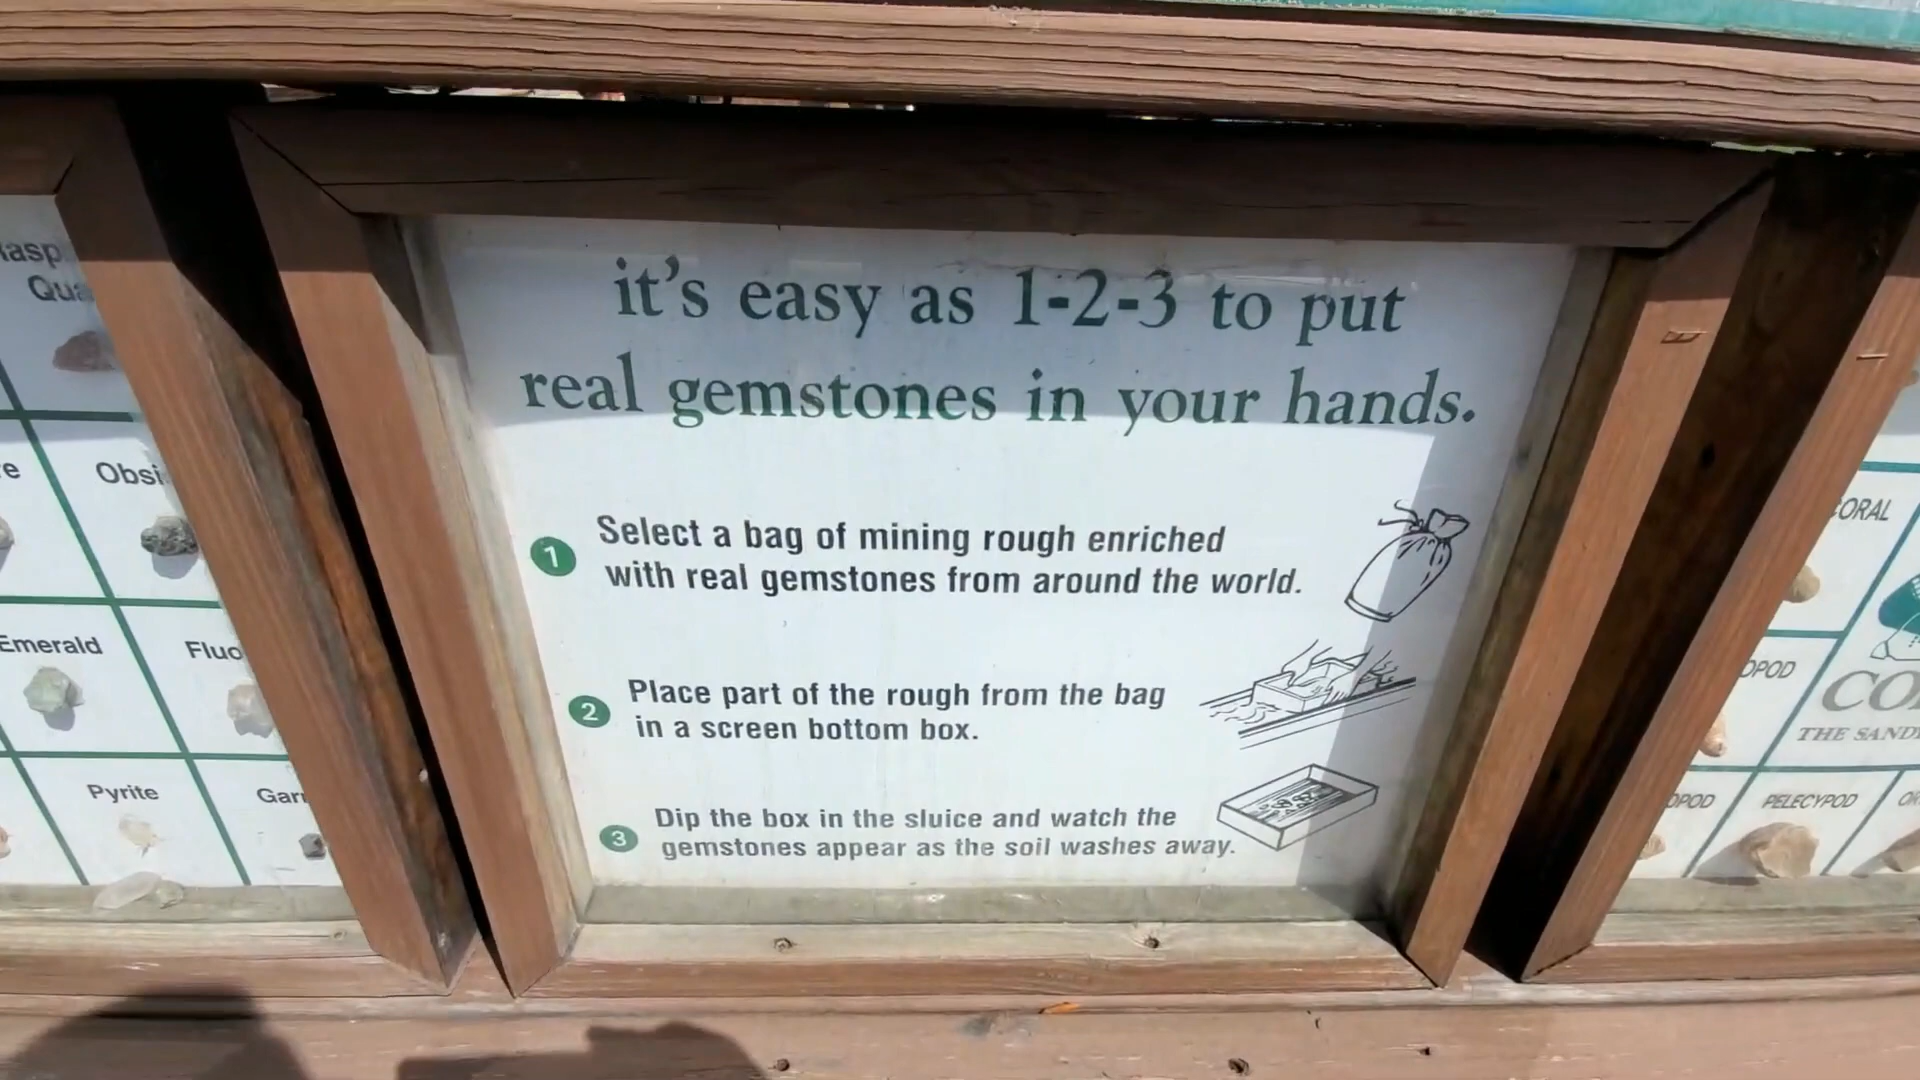 it's easy as 1-2-3 to put
real gemstones in your hands.
1 Select a bag of mining rough enriched
with real gemstones from around the world.
2 Place part of the rough from the bag
in a screen bottom box.
3 Dip the box in the sluice and watch the
gemstones appear as the soil washes away.
Emerald
Pyrite
PELECYPOD
THE